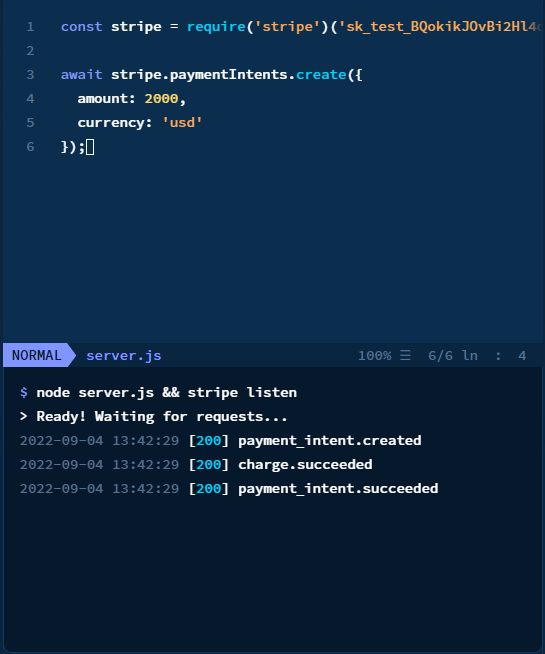 1 const stripe = require('stripe')('sk_test_BQokikJOvBi2Hl4
2
3 await stripe.paymentIntents.create({
4 amount: 2000,
5 currency: 'usd'
6 });
NORMAL server.js 100% ☰ 6/6 ln : 4
$ node server.js && stripe listen
> Ready! Waiting for requests...
2022-09-04 13:42:29 [200] payment_intent.created
2022-09-04 13:42:29 [200] charge.succeeded
2022-09-04 13:42:29 [200] payment_intent.succeeded